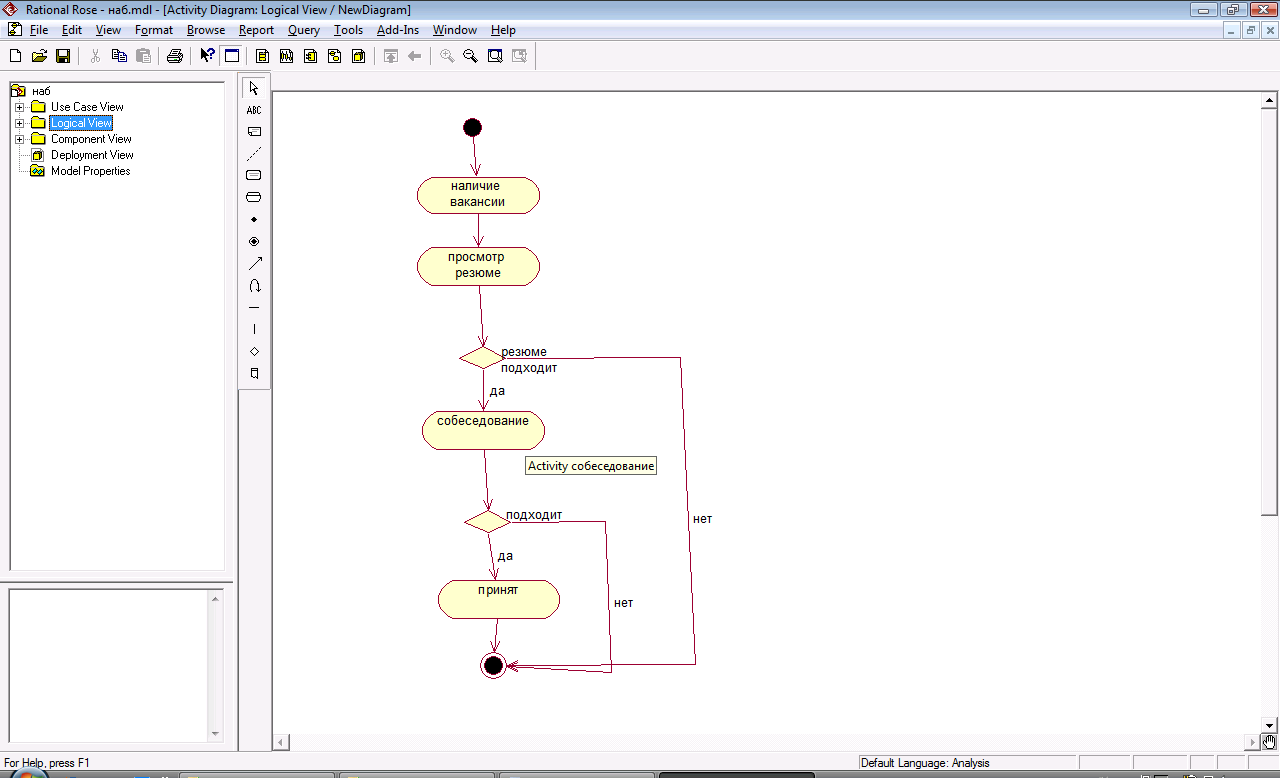 Rational Rose - наб.mdl - [Activity Diagram: Logical View / NewDiagram]
File Edit View Format Browse Report Query Tools Add-Ins Window Help
наб
Use Case View
Logical View
Component View
Deployment View
Model Properties
ABC
наличие
вакансии
просмотр
резюме
резюме
подходит
да
собеседование
Activity собеседование
подходит
нет
да
принят
нет
For Help, press F1
Default Language: Analysis